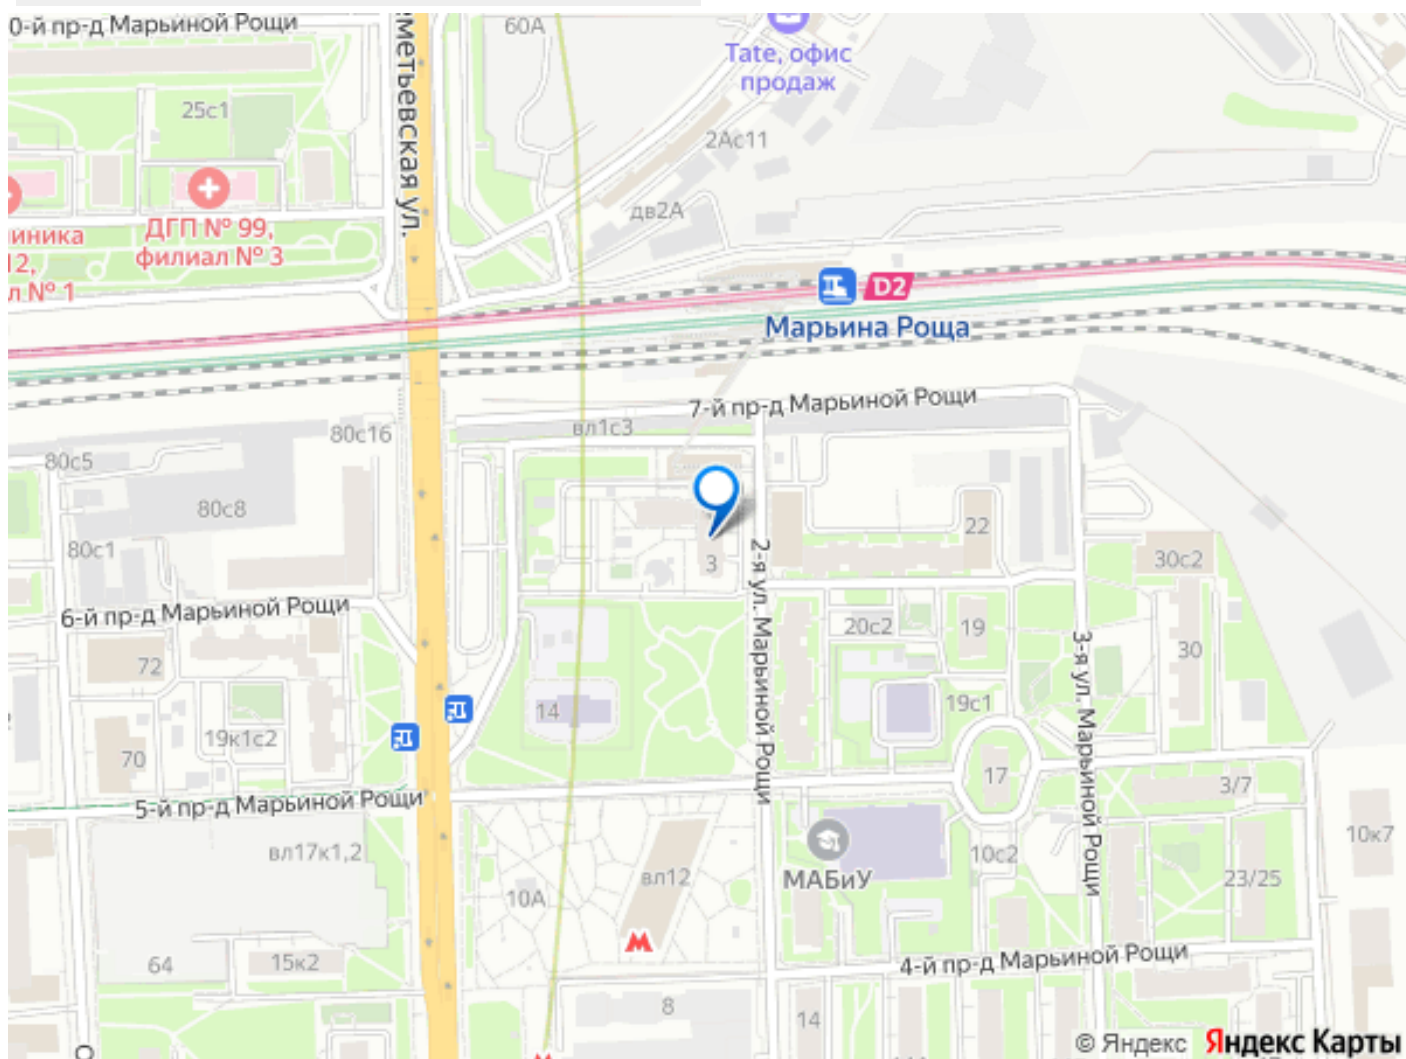 0-й пр-д Марьиной Рощи
60А
Tate, офис
продаж
метьевская ул.
25с1
2Ас11
ДГП № 99,
филиал № 3
иника
12,
л № 1
дв2А
D2
Марьина Роща
7-й пр-д Марьиной Рощи
80с16
вл1с3
80с5
80с8
80с1
3
22
30с2
2-я ул. Марьиной Рощи
6-й пр-д Марьиной Рощи
20с2
19
30
3-я ул. Марьиной Рощи
72
19с1
14
19к1с2
70
17
3/7
5-й пр-д Марьиной Рощи
10к7
вл17к1,2
10с2
МАБиУ
вл12
23/25
10А
64
15к2
4-й пр-д Марьиной Рощи
8
14
© Яндекс Яндекс Карты